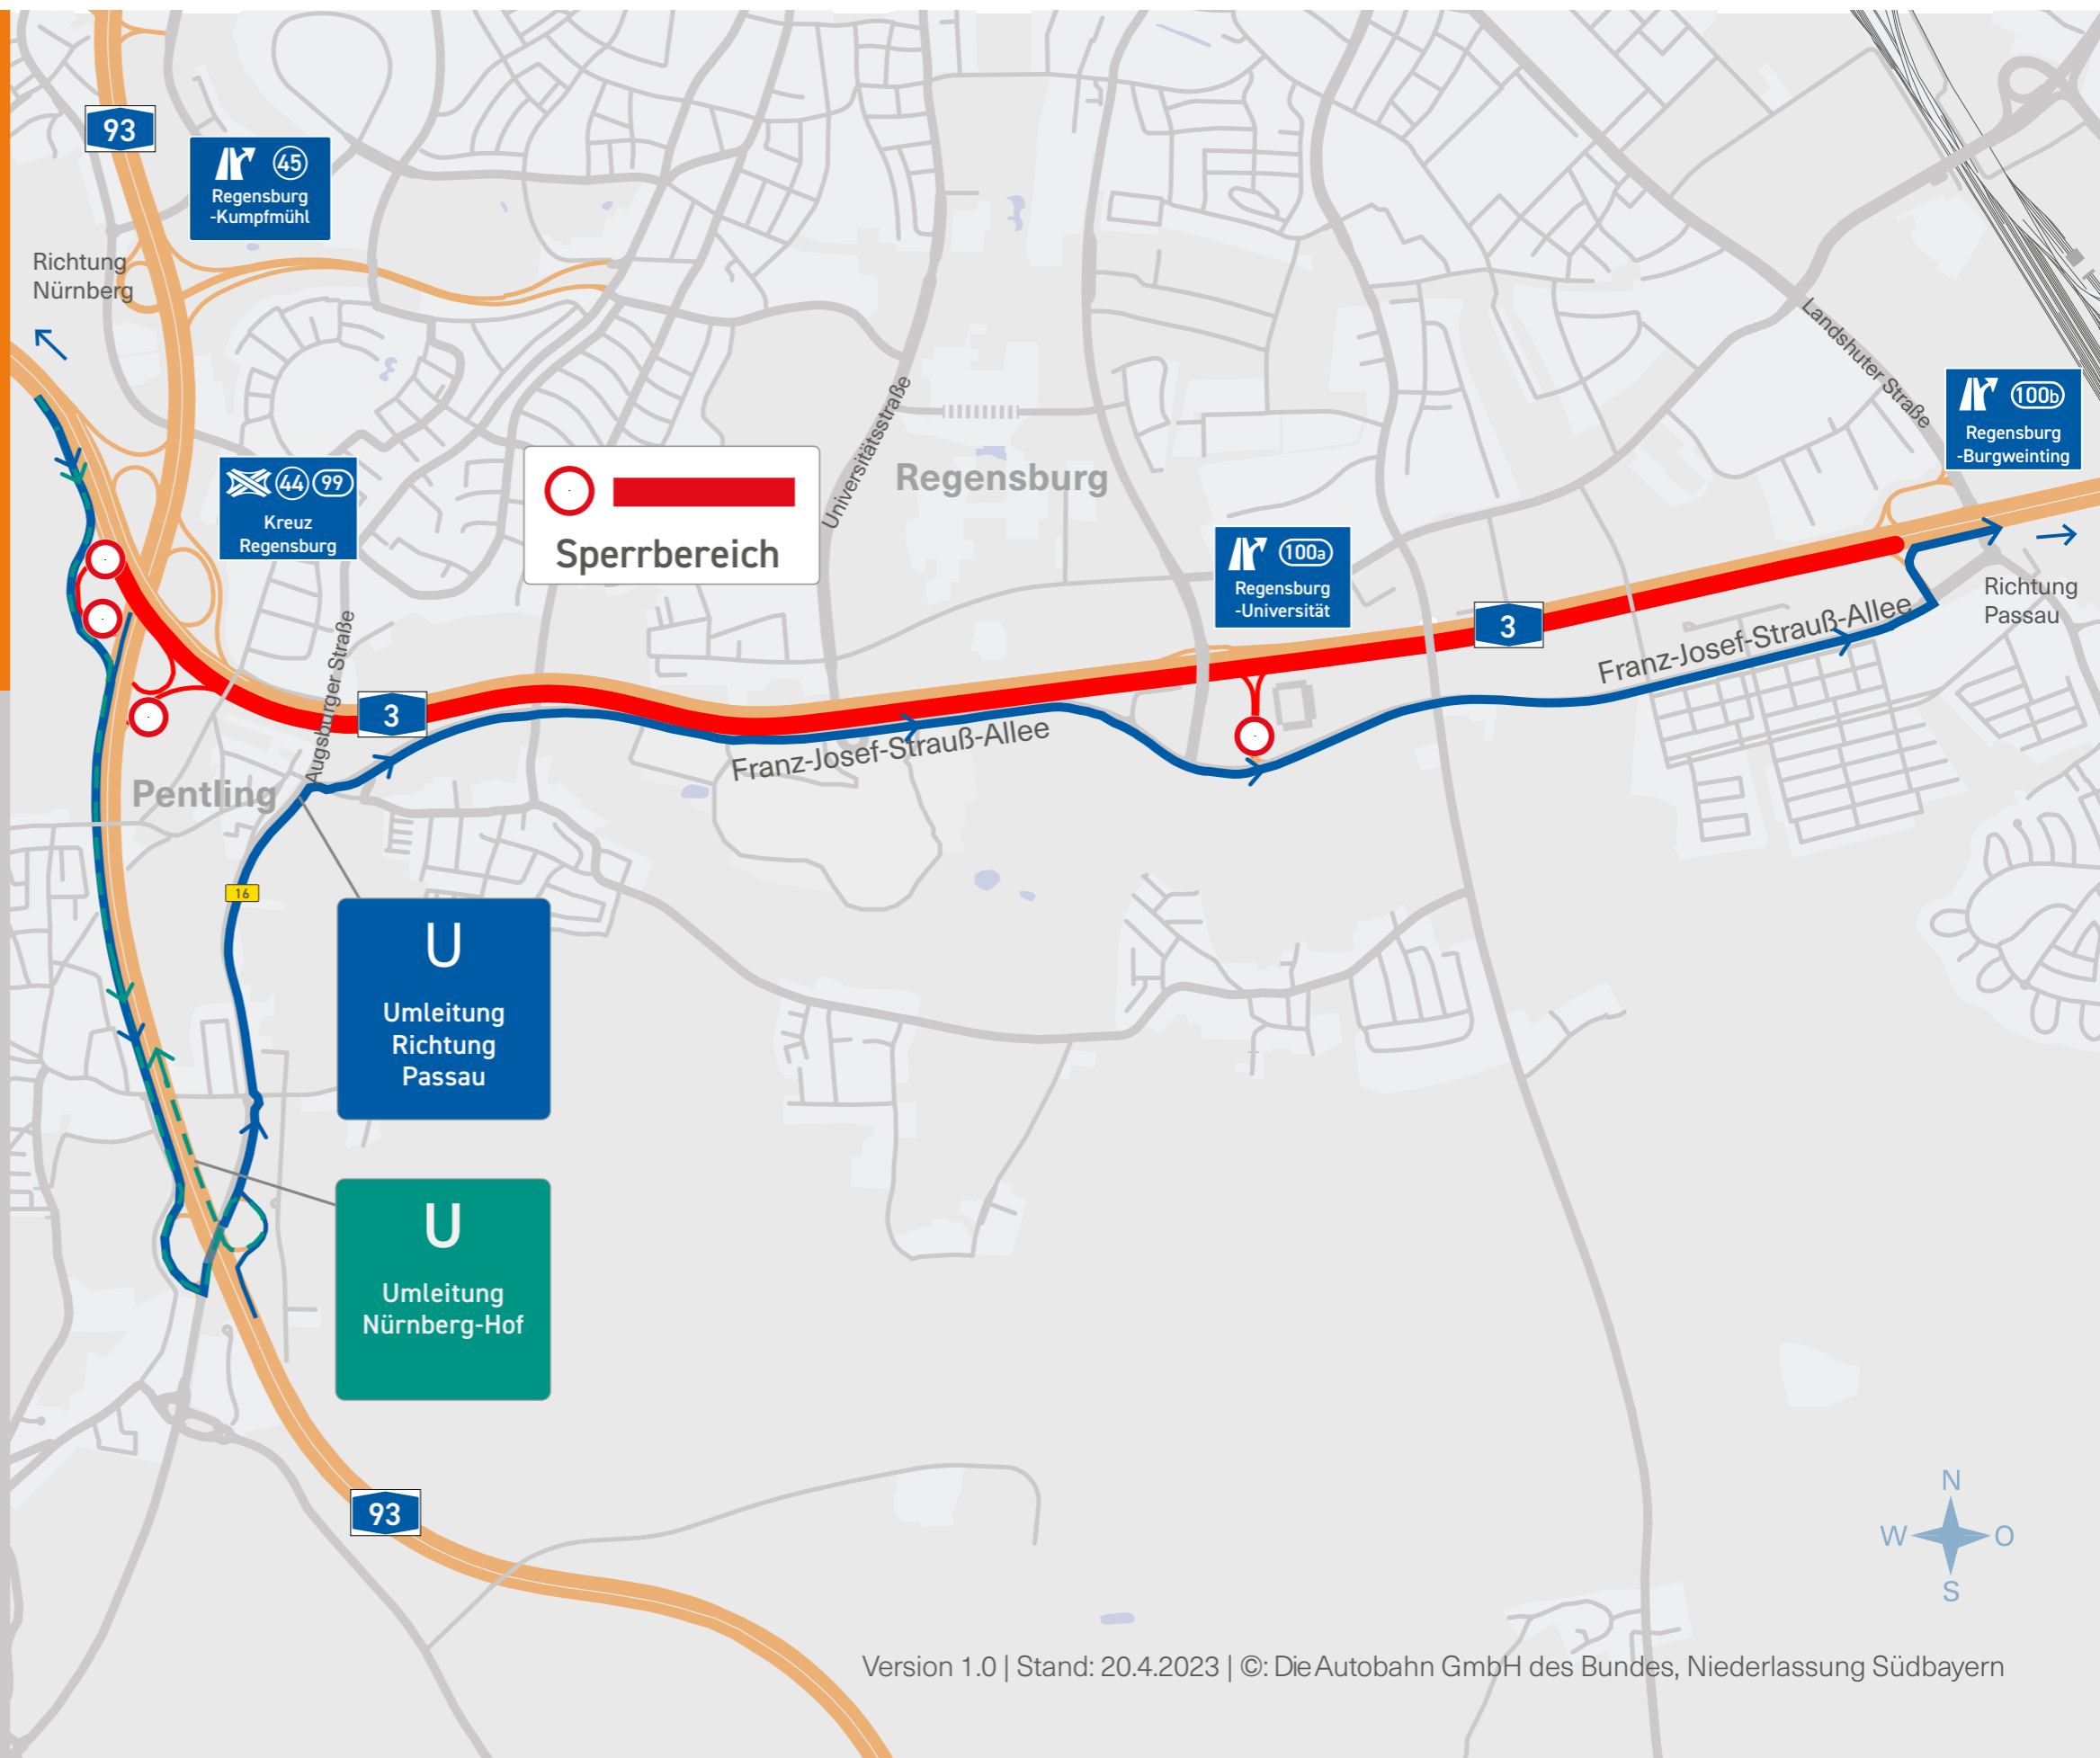 93
45
Regensburg
-Kumpfmühl
Richtung
Nürnberg
Landshuter Straße
100b
Regensburg
-Burgweinting
Universitätsstraße
Regensburg
44 99
Kreuz
Regensburg
Sperrbereich
100a
Regensburg
-Universität
Richtung
Passau
3
Franz-Josef-Strauß-Allee
Augsburger Straße
3
Franz-Josef-Strauß-Allee
Pentling
16
U
Umleitung
Richtung
Passau
U
Umleitung
Nürnberg-Hof
93
N
W O
S
Version 1.0 | Stand: 20.4.2023 | ©: Die Autobahn GmbH des Bundes, Niederlassung Südbayern